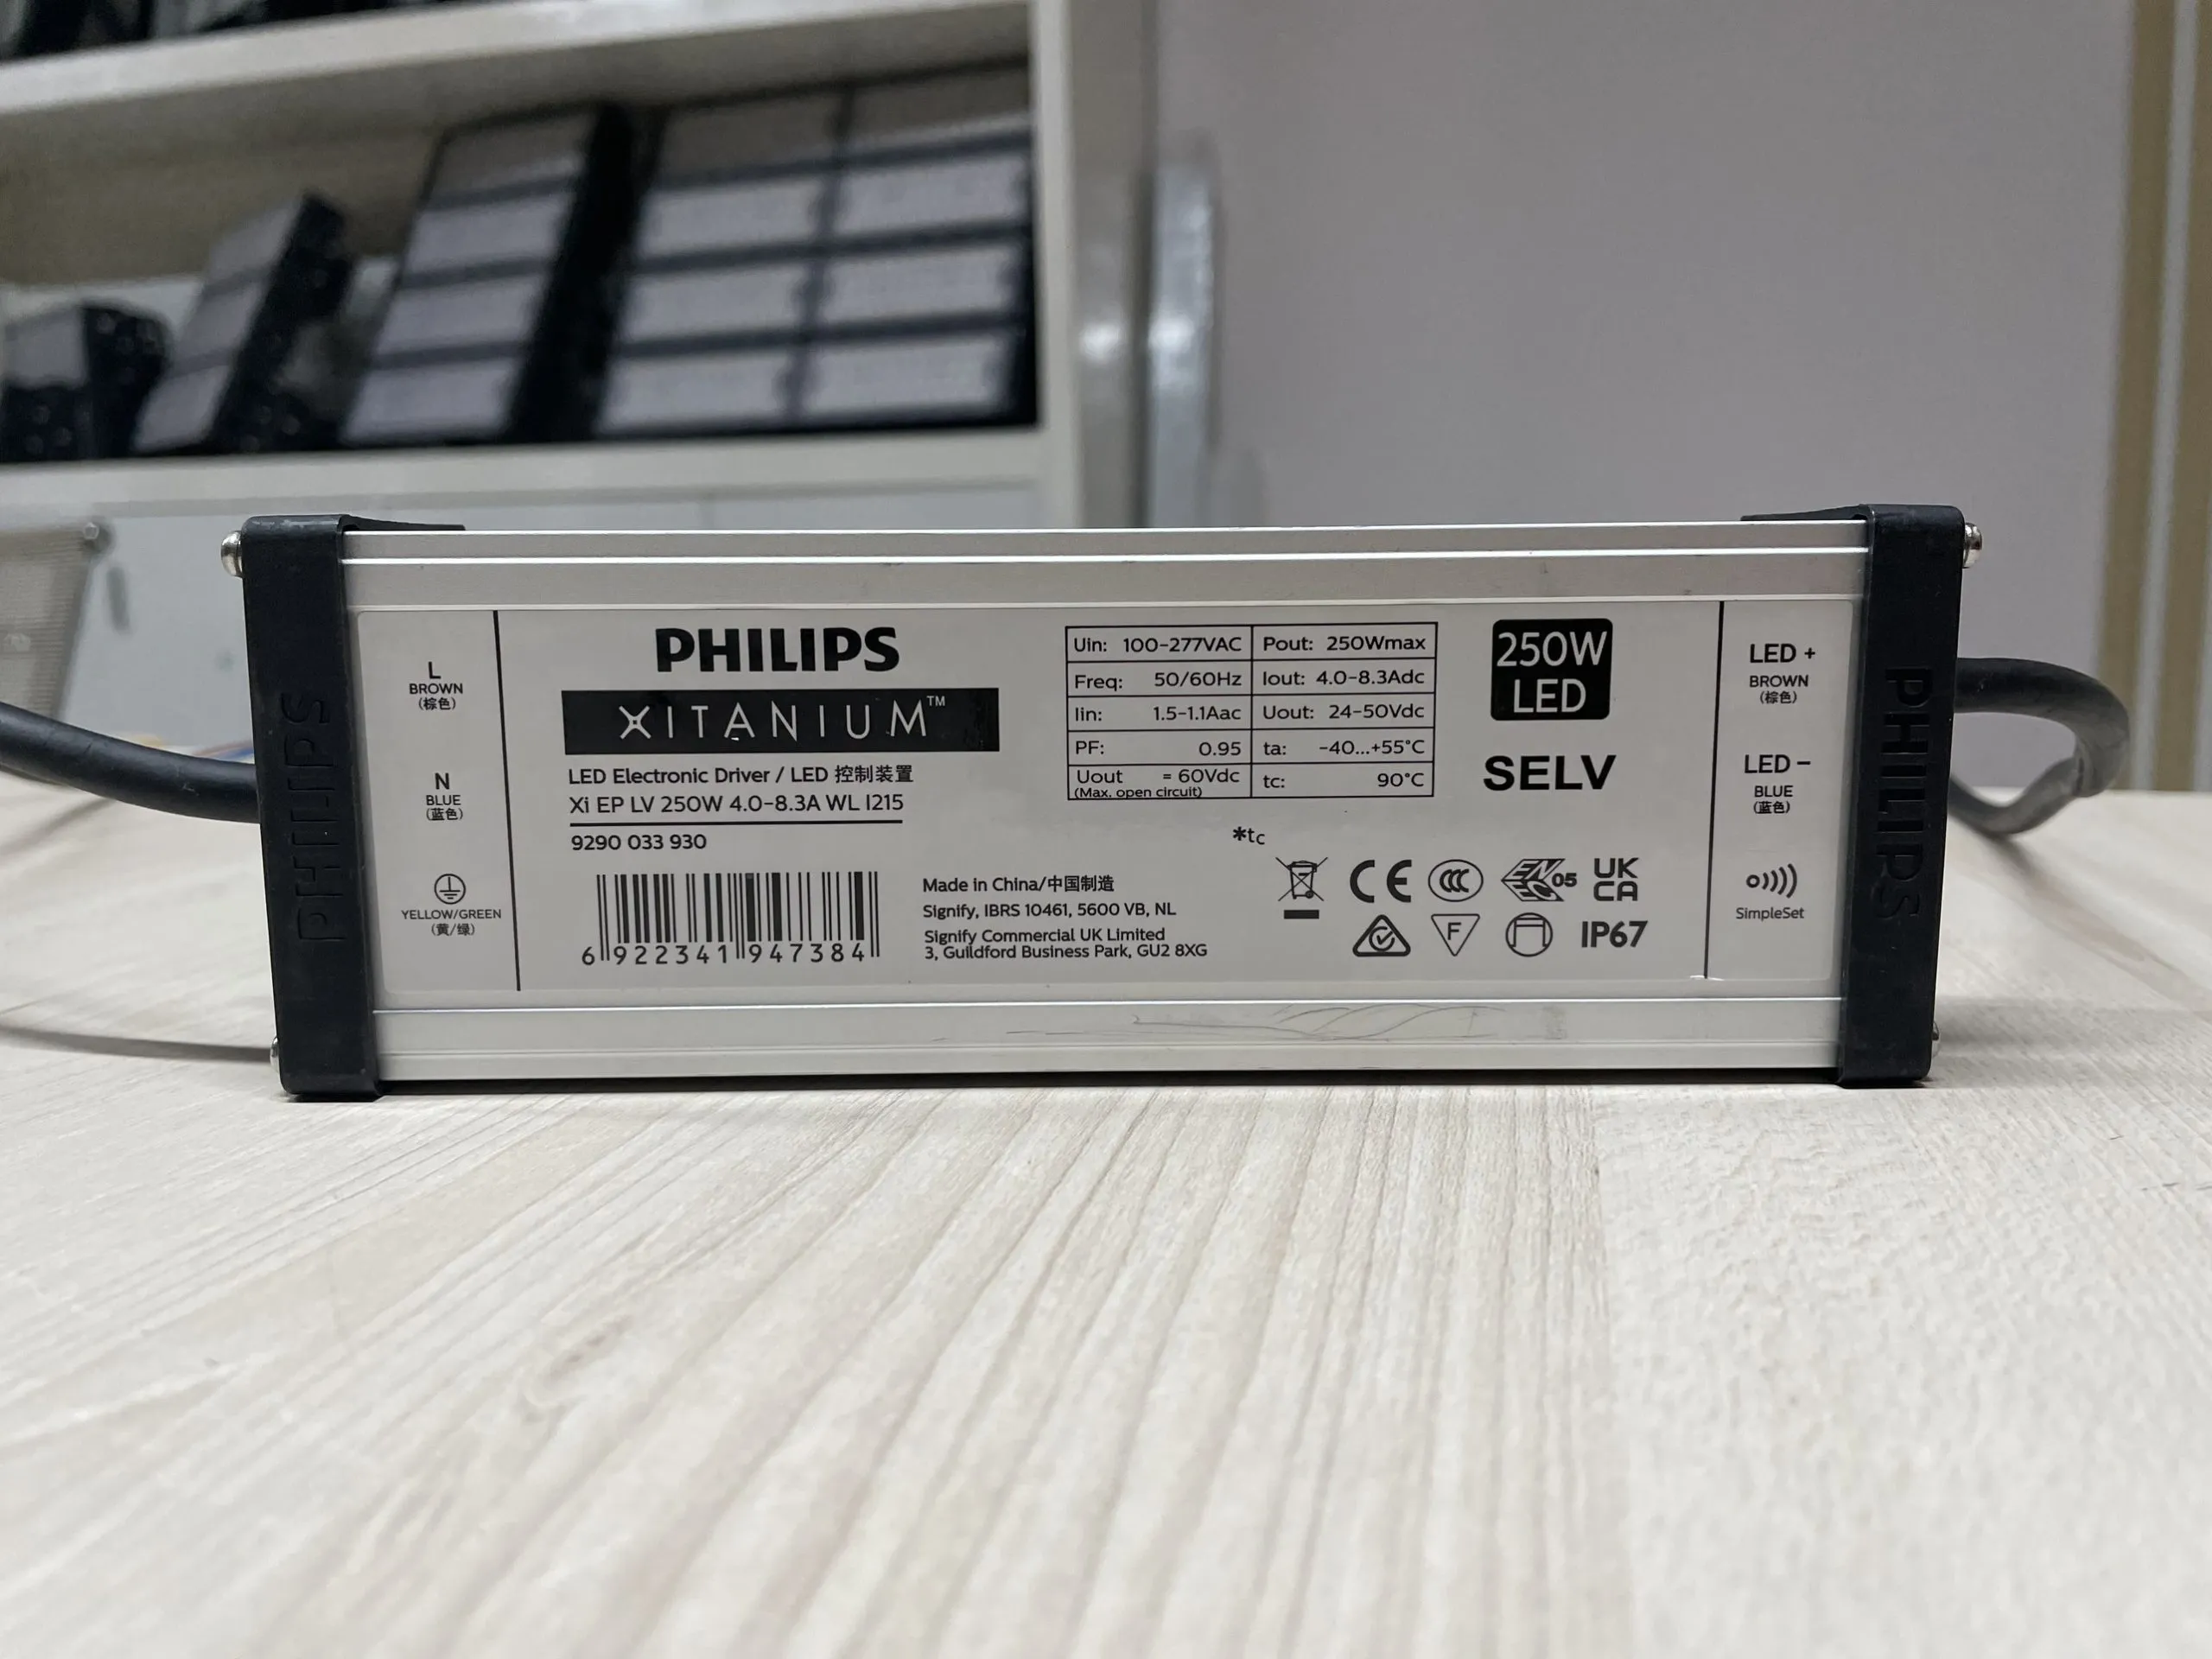 PHILIPS
L
BROWN
(棕色)
N
BLUE
(蓝色)
YELLOW/GREEN
(黄/绿)
PHILIPS
XITANIUM™
LED Electronic Driver / LED 控制装置
Xi EP LV 250W 4.0-8.3A WL I215
9290 033 930
6 922341 947384
Made in China/中国制造
Signify, IBRS 10461, 5600 VB, NL
Signify Commercial UK Limited
3, Guildford Business Park, GU2 8XG
Uin: 100-277VAC Pout: 250Wmax
Freq: 50/60Hz Iout: 4.0-8.3Adc
Iin: 1.5-1.1Aac Uout: 24-50Vdc
PF: 0.95 ta: -40...+55°C
Uout = 60Vdc tc: 90°C
(Max. open circuit)
*tc
250W
LED
SELV
CE CCC ENEC 05 UK
CA
F IP67
LED +
BROWN
(棕色)
LED -
BLUE
(蓝色)
SimpleSet
PHILIPS